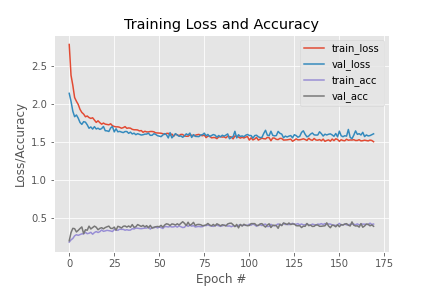 Training Loss and Accuracy
train_loss
val_loss
train_acc
val_acc
Loss/Accuracy
2.5
2.0
1.5
1.0
0.5
0 25 50 75 100 125 150 175
Epoch #